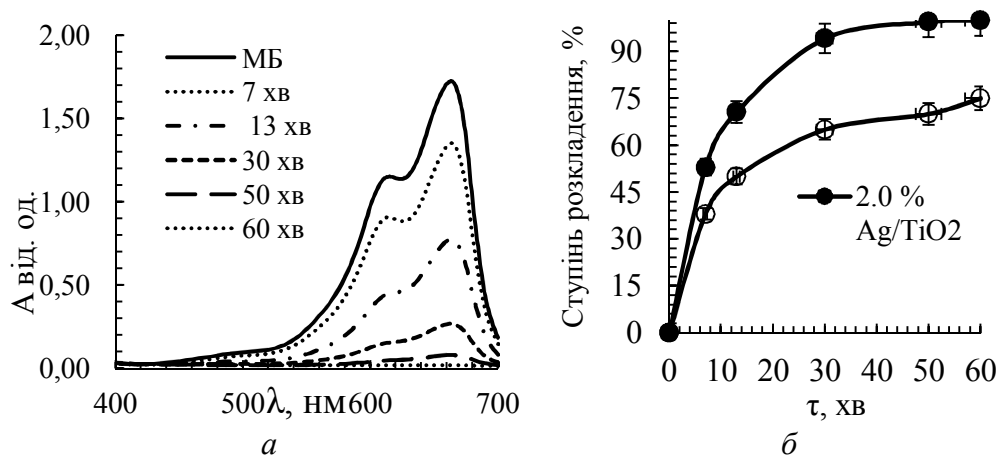 2,00
1,50
1,00
0,50
0,00
А від. од.
МБ
7 хв
13 хв
30 хв
50 хв
60 хв
400 500 λ, нм 600 700
а
Ступінь розкладення, %
90
75
60
45
30
15
0
2.0 %
Ag/TiO2
0 10 20 30 40 50 60
τ, хв
б